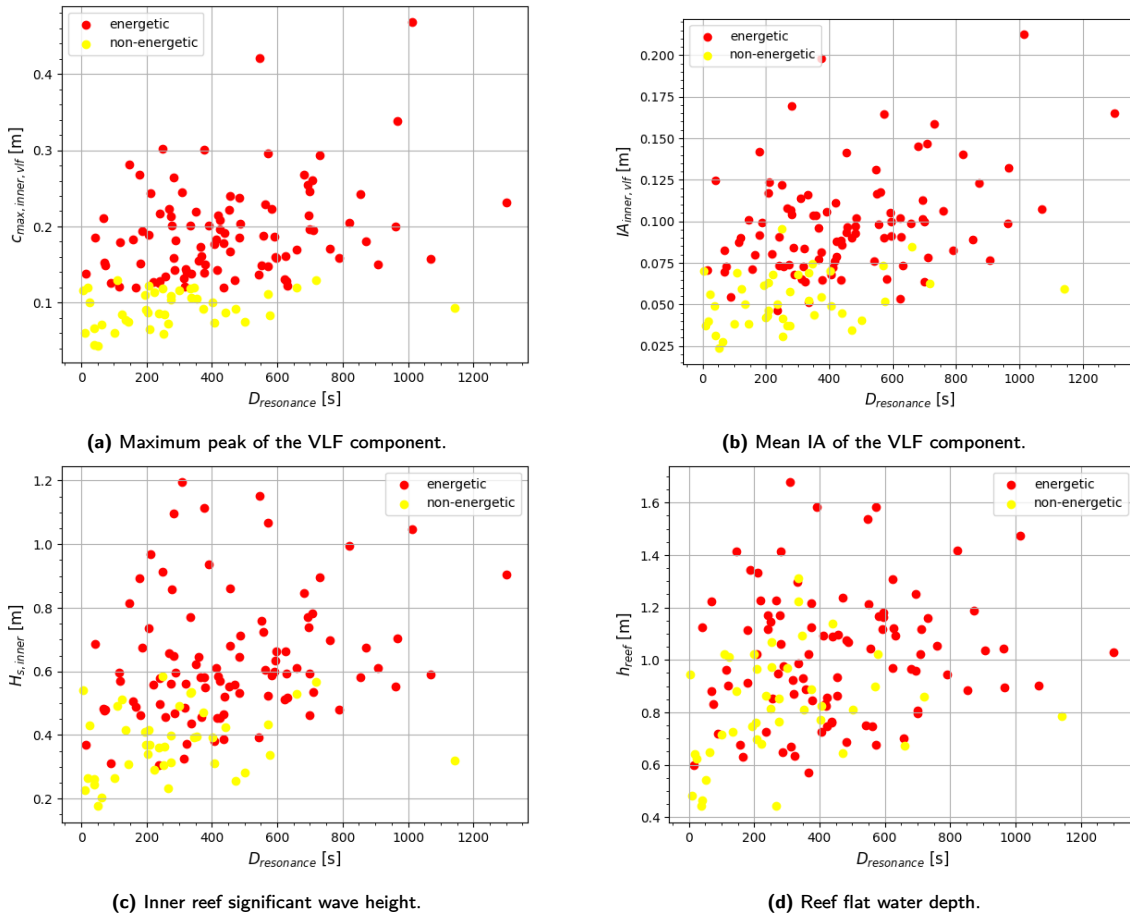 energetic
non-energetic
0.4
0.3
0.2
0.1
c_max,inner,vlf [m]
0 200 400 600 800 1000 1200
D_resonance [s]
(a) Maximum peak of the VLF component.
energetic
non-energetic
0.200
0.175
0.150
0.125
0.100
0.075
0.050
0.025
IA_inner,vlf [m]
0 200 400 600 800 1000 1200
D_resonance [s]
(b) Mean IA of the VLF component.
energetic
non-energetic
1.2
1.0
0.8
0.6
0.4
0.2
H_s,inner [m]
0 200 400 600 800 1000 1200
D_resonance [s]
(c) Inner reef significant wave height.
energetic
non-energetic
1.6
1.4
1.2
1.0
0.8
0.6
0.4
h_reef [m]
0 200 400 600 800 1000 1200
D_resonance [s]
(d) Reef flat water depth.